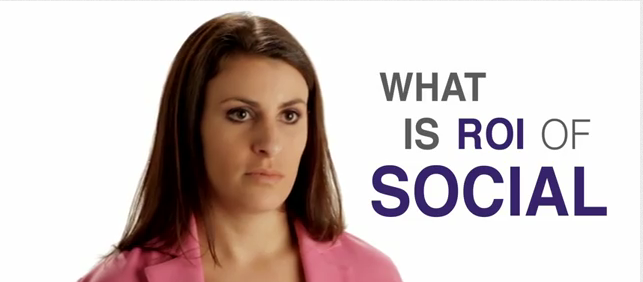 WHAT
IS ROI OF
SOCIAL